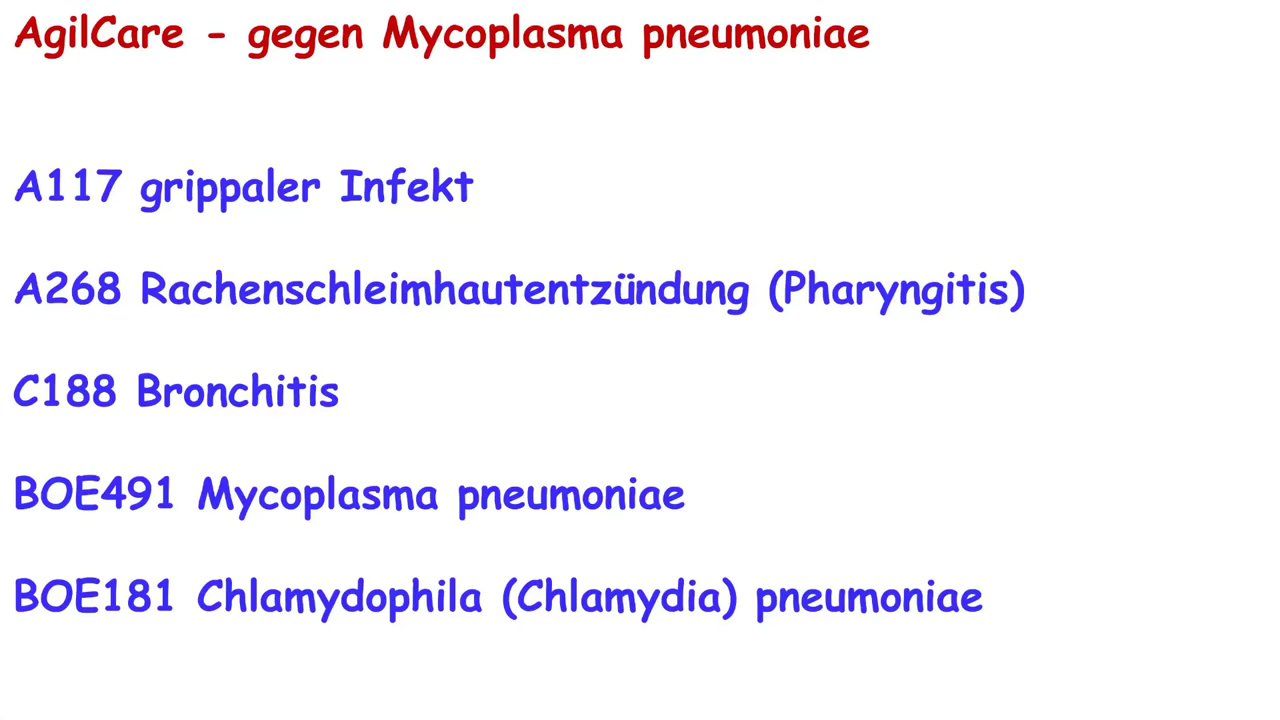 AgilCare - gegen Mycoplasma pneumoniae
A117 grippaler Infekt
A268 Rachenschleimhautentzündung (Pharyngitis)
C188 Bronchitis
BOE491 Mycoplasma pneumoniae
BOE181 Chlamydophila (Chlamydia) pneumoniae